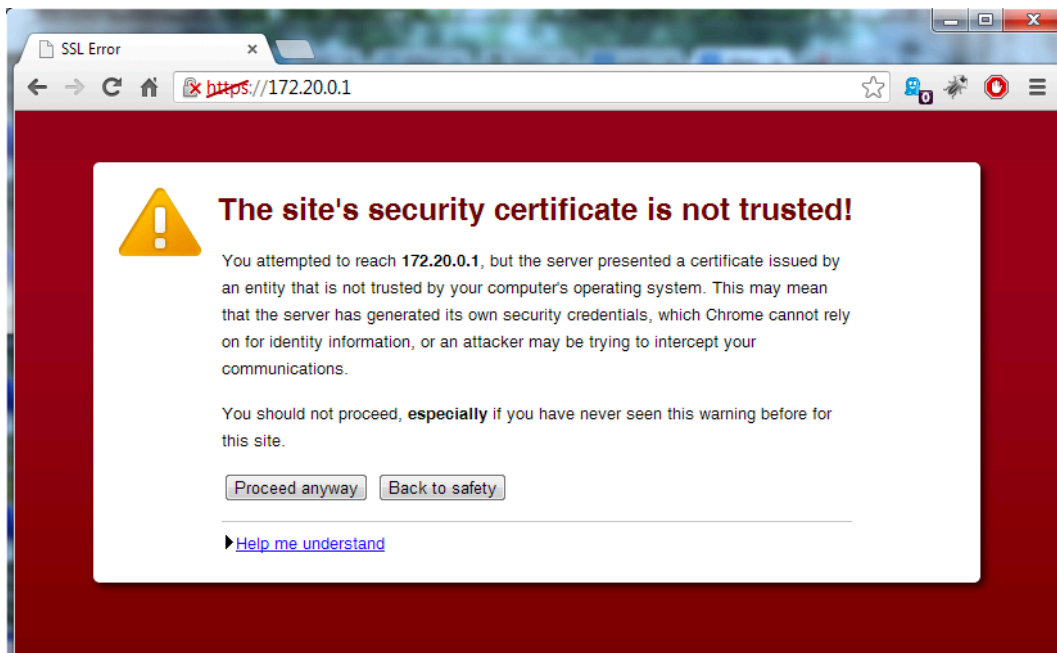 SSL Error
https://172.20.0.1
0
The site's security certificate is not trusted!
You attempted to reach 172.20.0.1, but the server presented a certificate issued by
an entity that is not trusted by your computer's operating system. This may mean
that the server has generated its own security credentials, which Chrome cannot rely
on for identity information, or an attacker may be trying to intercept your
communications.
You should not proceed, especially if you have never seen this warning before for
this site.
Proceed anyway Back to safety
Help me understand